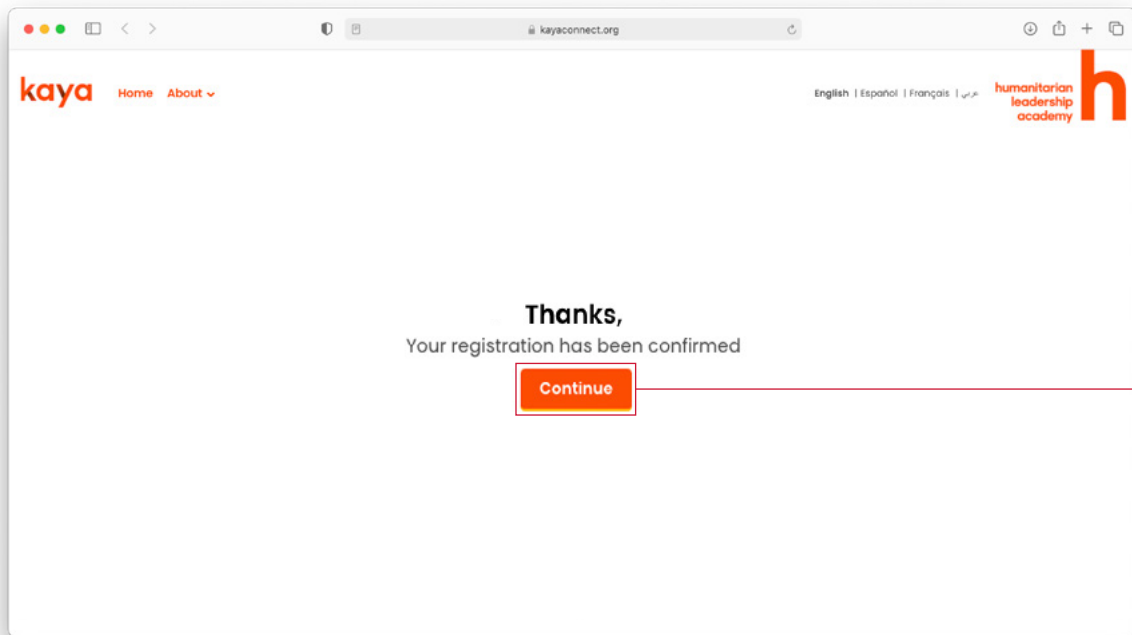 kayaconnect.org
kaya
Home About
English | Español | Français | عربي
humanitarian
leadership
academy
h
Thanks,
Your registration has been confirmed
Continue